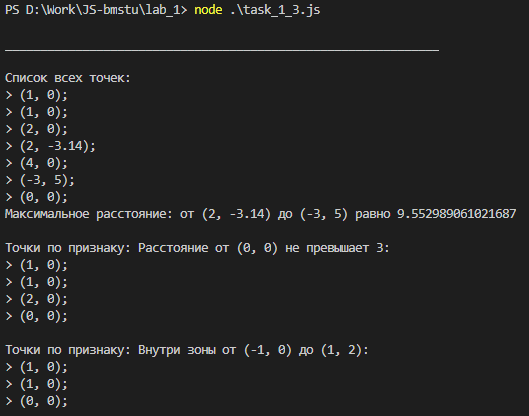 PS D:\Work\JS-bmstu\lab_1> node .\task_1_3.js
______________________________________________________________
Список всех точек:
> (1, 0);
> (1, 0);
> (2, 0);
> (2, -3.14);
> (4, 0);
> (-3, 5);
> (0, 0);
Максимальное расстояние: от (2, -3.14) до (-3, 5) равно 9.552989061021687
Точки по признаку: Расстояние от (0, 0) не превышает 3:
> (1, 0);
> (1, 0);
> (2, 0);
> (0, 0);
Точки по признаку: Внутри зоны от (-1, 0) до (1, 2):
> (1, 0);
> (1, 0);
> (0, 0);